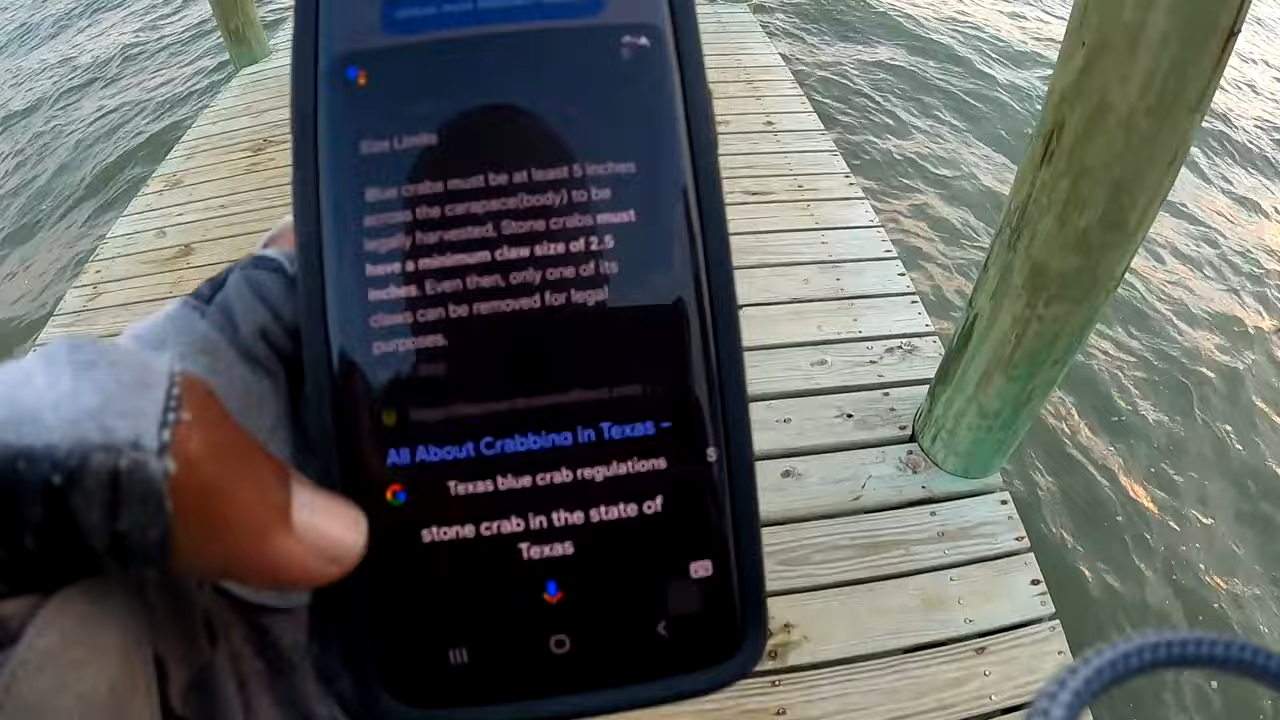 Size Limits
Blue crabs must be at least 5 inches
across the carapace(body) to be
legally harvested. Stone crabs must
have a minimum claw size of 2.5
inches. Even then, only one of its
claws can be removed for legal
purposes.
All About Crabbing in Texas -
Texas blue crab regulations
S
stone crab in the state of
Texas